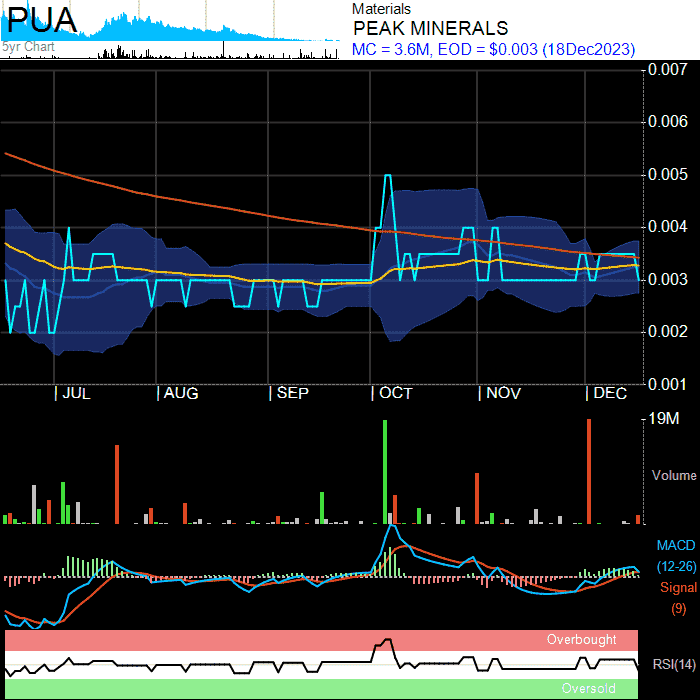 PUA
5yr Chart
Materials
PEAK MINERALS
MC = 3.6M, EOD = $0.003 (18Dec2023)
0.007
0.006
0.005
0.004
0.003
0.002
0.001
JUL AUG SEP OCT NOV DEC
19M
Volume
MACD
(12-26)
Signal
(9)
Overbought
RSI(14)
Oversold